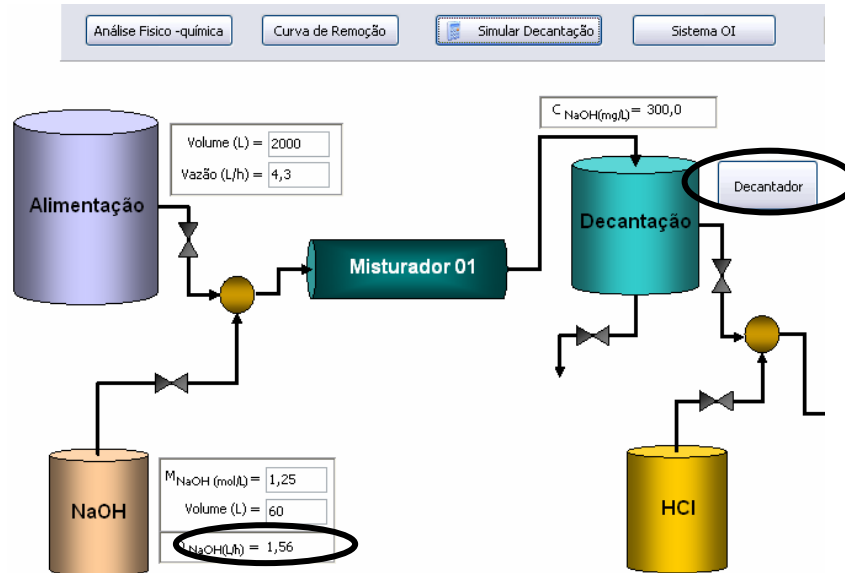 Análise Fisico -química
Curva de Remoção
Simular Decantação
Sistema OI
C NaOH(mg/L) = 300,0
Volume (L) = 2000
Vazão (L/h) = 4,3
Alimentação
Decantador
Decantação
Misturador 01
M NaOH (mol/L) = 1,25
Volume (L) = 60
NaOH(L/h) = 1,56
NaOH
HCl